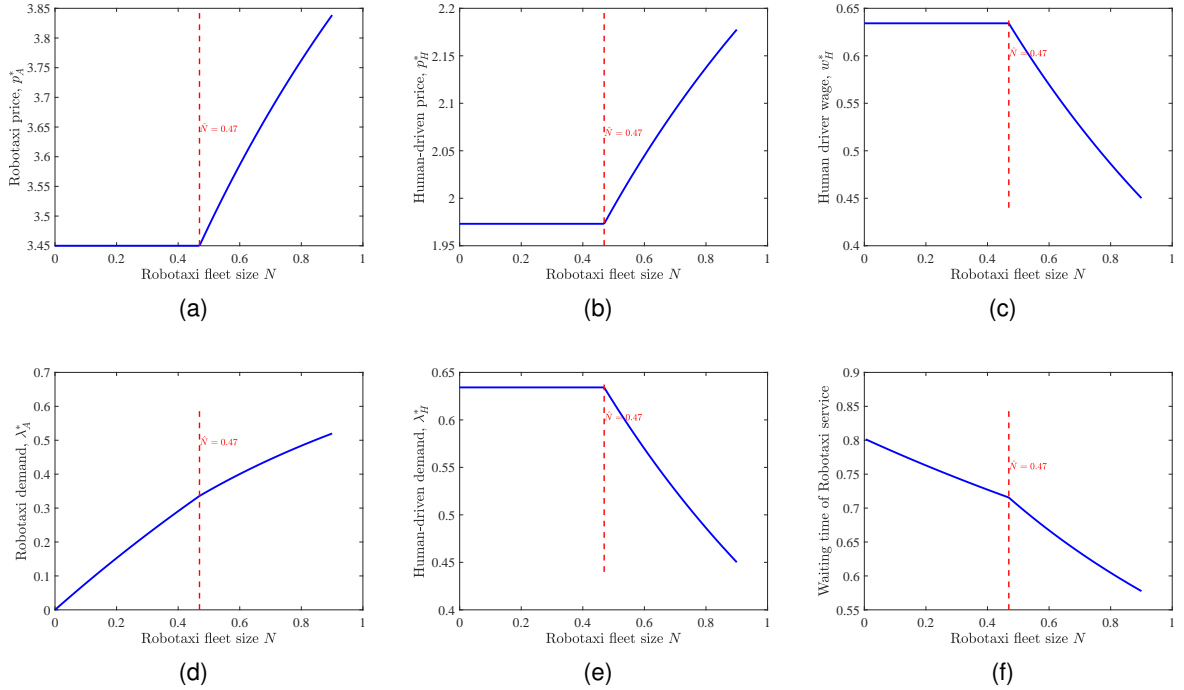 3.85
3.8
3.75
3.7
3.65
3.6
3.55
3.5
3.45
Robotaxi price, p*_A
Ñ = 0.47
0 0.2 0.4 0.6 0.8 1
Robotaxi fleet size N
(a)
2.2
2.15
2.1
2.05
2
1.95
Human-driven price, p*_H
Ñ = 0.47
0 0.2 0.4 0.6 0.8 1
Robotaxi fleet size N
(b)
0.65
0.6
0.55
0.5
0.45
0.4
Human driver wage, w*_H
Ñ = 0.47
0 0.2 0.4 0.6 0.8 1
Robotaxi fleet size N
(c)
0.7
0.6
0.5
0.4
0.3
0.2
0.1
0
Robotaxi demand, λ*_A
Ñ = 0.47
0 0.2 0.4 0.6 0.8 1
Robotaxi fleet size N
(d)
0.65
0.6
0.55
0.5
0.45
0.4
Human-driven demand, λ*_H
Ñ = 0.47
0 0.2 0.4 0.6 0.8 1
Robotaxi fleet size N
(e)
0.9
0.85
0.8
0.75
0.7
0.65
0.6
0.55
Waiting time of Robotaxi service
Ñ = 0.47
0 0.2 0.4 0.6 0.8 1
Robotaxi fleet size N
(f)